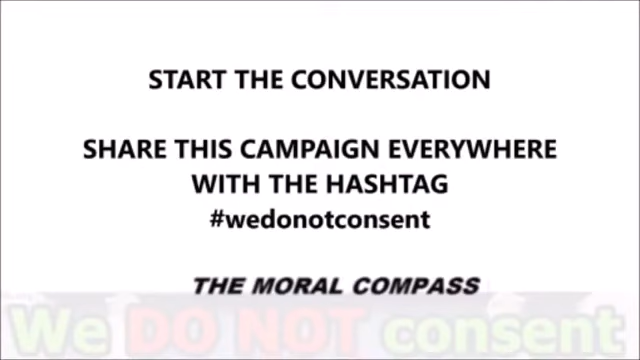 START THE CONVERSATION
SHARE THIS CAMPAIGN EVERYWHERE
WITH THE HASHTAG
#wedonotconsent
THE MORAL COMPASS
We DO NOT consent